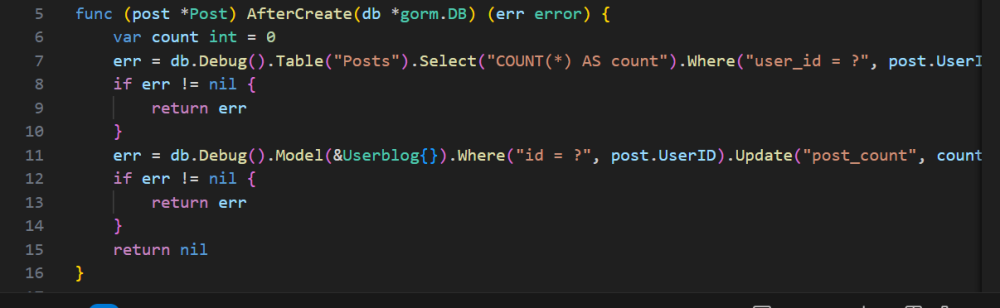 5 func (post *Post) AfterCreate(db *gorm.DB) (err error) {
6     var count int = 0
7     err = db.Debug().Table("Posts").Select("COUNT(*) AS count").Where("user_id = ?", post.UserI
8     if err != nil {
9         return err
10     }
11     err = db.Debug().Model(&Userblog{}).Where("id = ?", post.UserID).Update("post_count", count
12     if err != nil {
13         return err
14     }
15     return nil
16 }